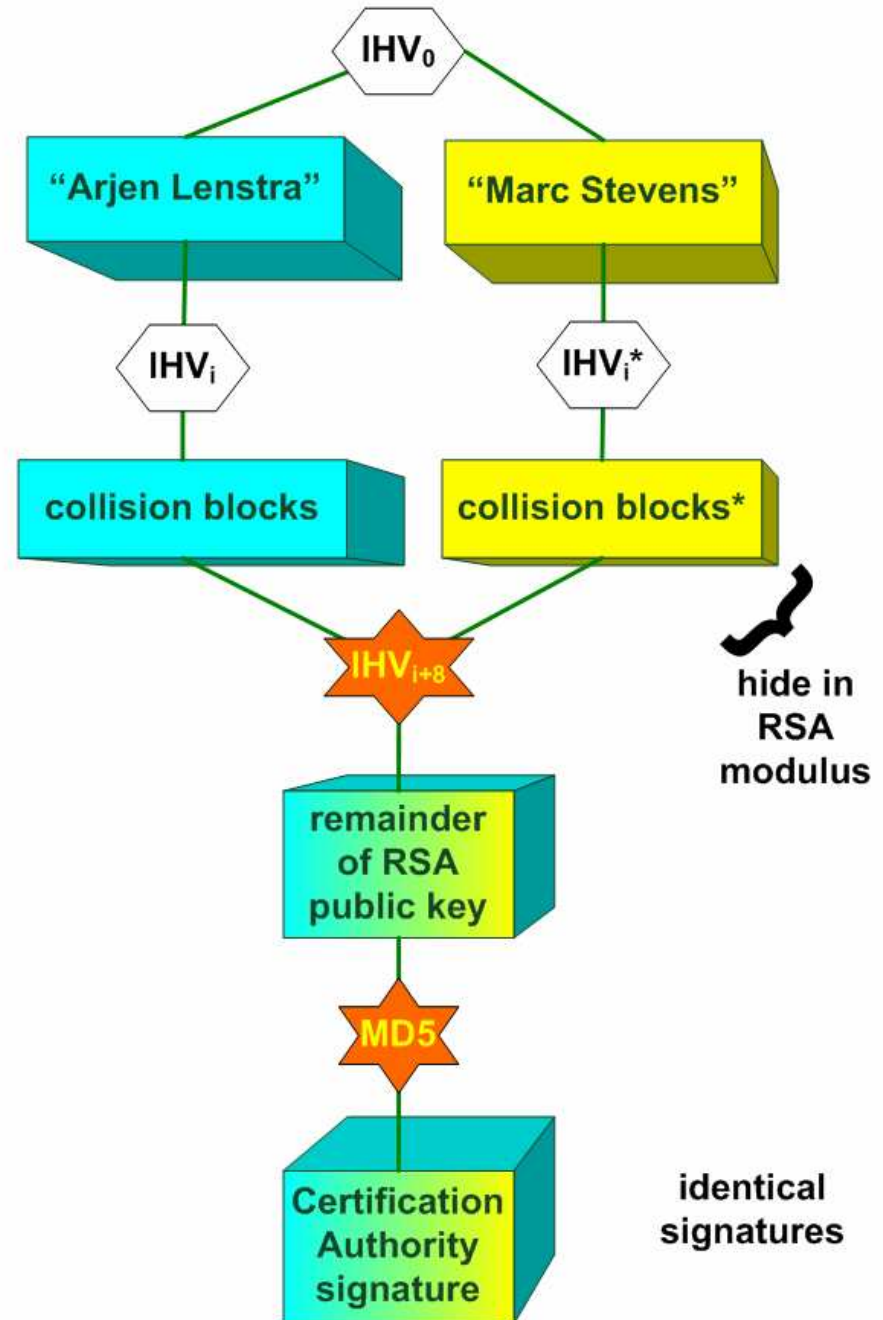 IHV₀
“Arjen Lenstra”
“Marc Stevens”
IHVᵢ
IHVᵢ*
collision blocks
collision blocks*
IHVᵢ₊₈
}
hide in
RSA
modulus
remainder
of RSA
public key
MD5
Certification
Authority
signature
identical
signatures